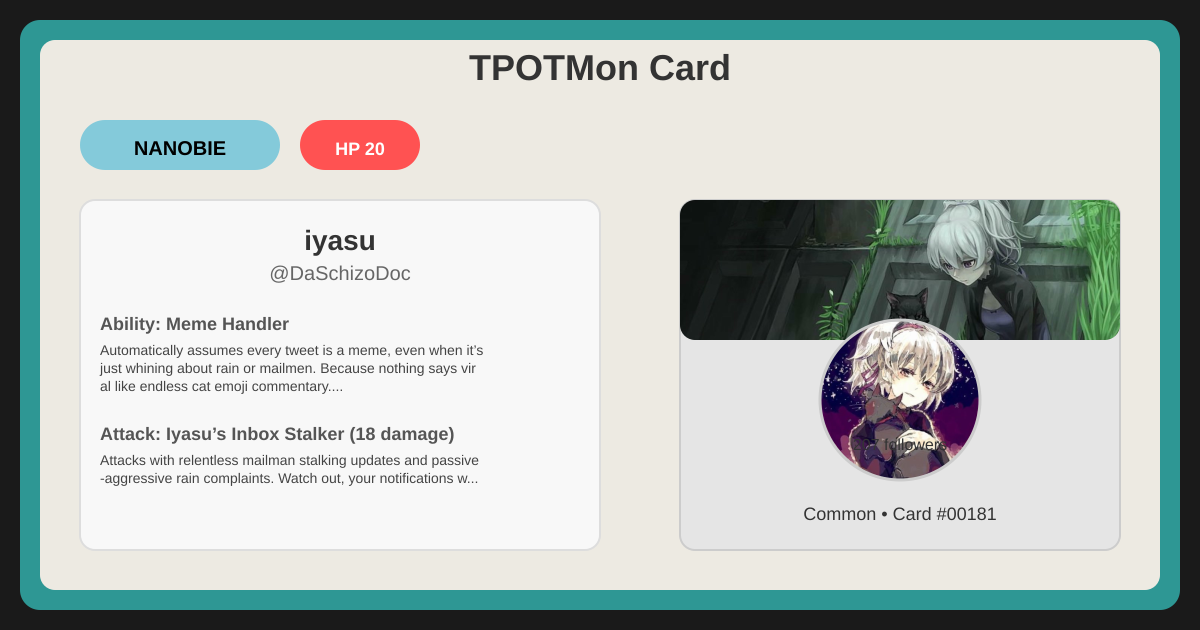 TPOTMon Card
NANOBIE
HP 20
iyasu
@DaSchizoDoc
Ability: Meme Handler
Automatically assumes every tweet is a meme, even when it’s
just whining about rain or mailmen. Because nothing says vir
al like endless cat emoji commentary....
Attack: Iyasu’s Inbox Stalker (18 damage)
Attacks with relentless mailman stalking updates and passive
-aggressive rain complaints. Watch out, your notifications w...
followers
Common • Card #00181